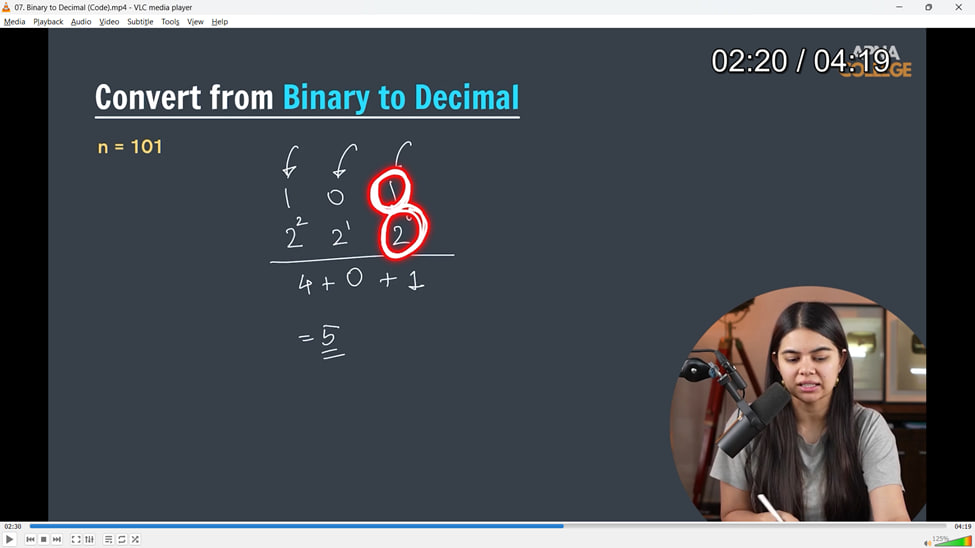 07. Binary to Decimal (Code).mp4 - VLC media player
Media Playback Audio Video Subtitle Tools View Help
02:20 / 04:19
APNA
COLLEGE
Convert from Binary to Decimal
n = 101
1 0 1
2² 2¹ 2⁰
4 + 0 + 1
= 5
02:30
04:19
125%